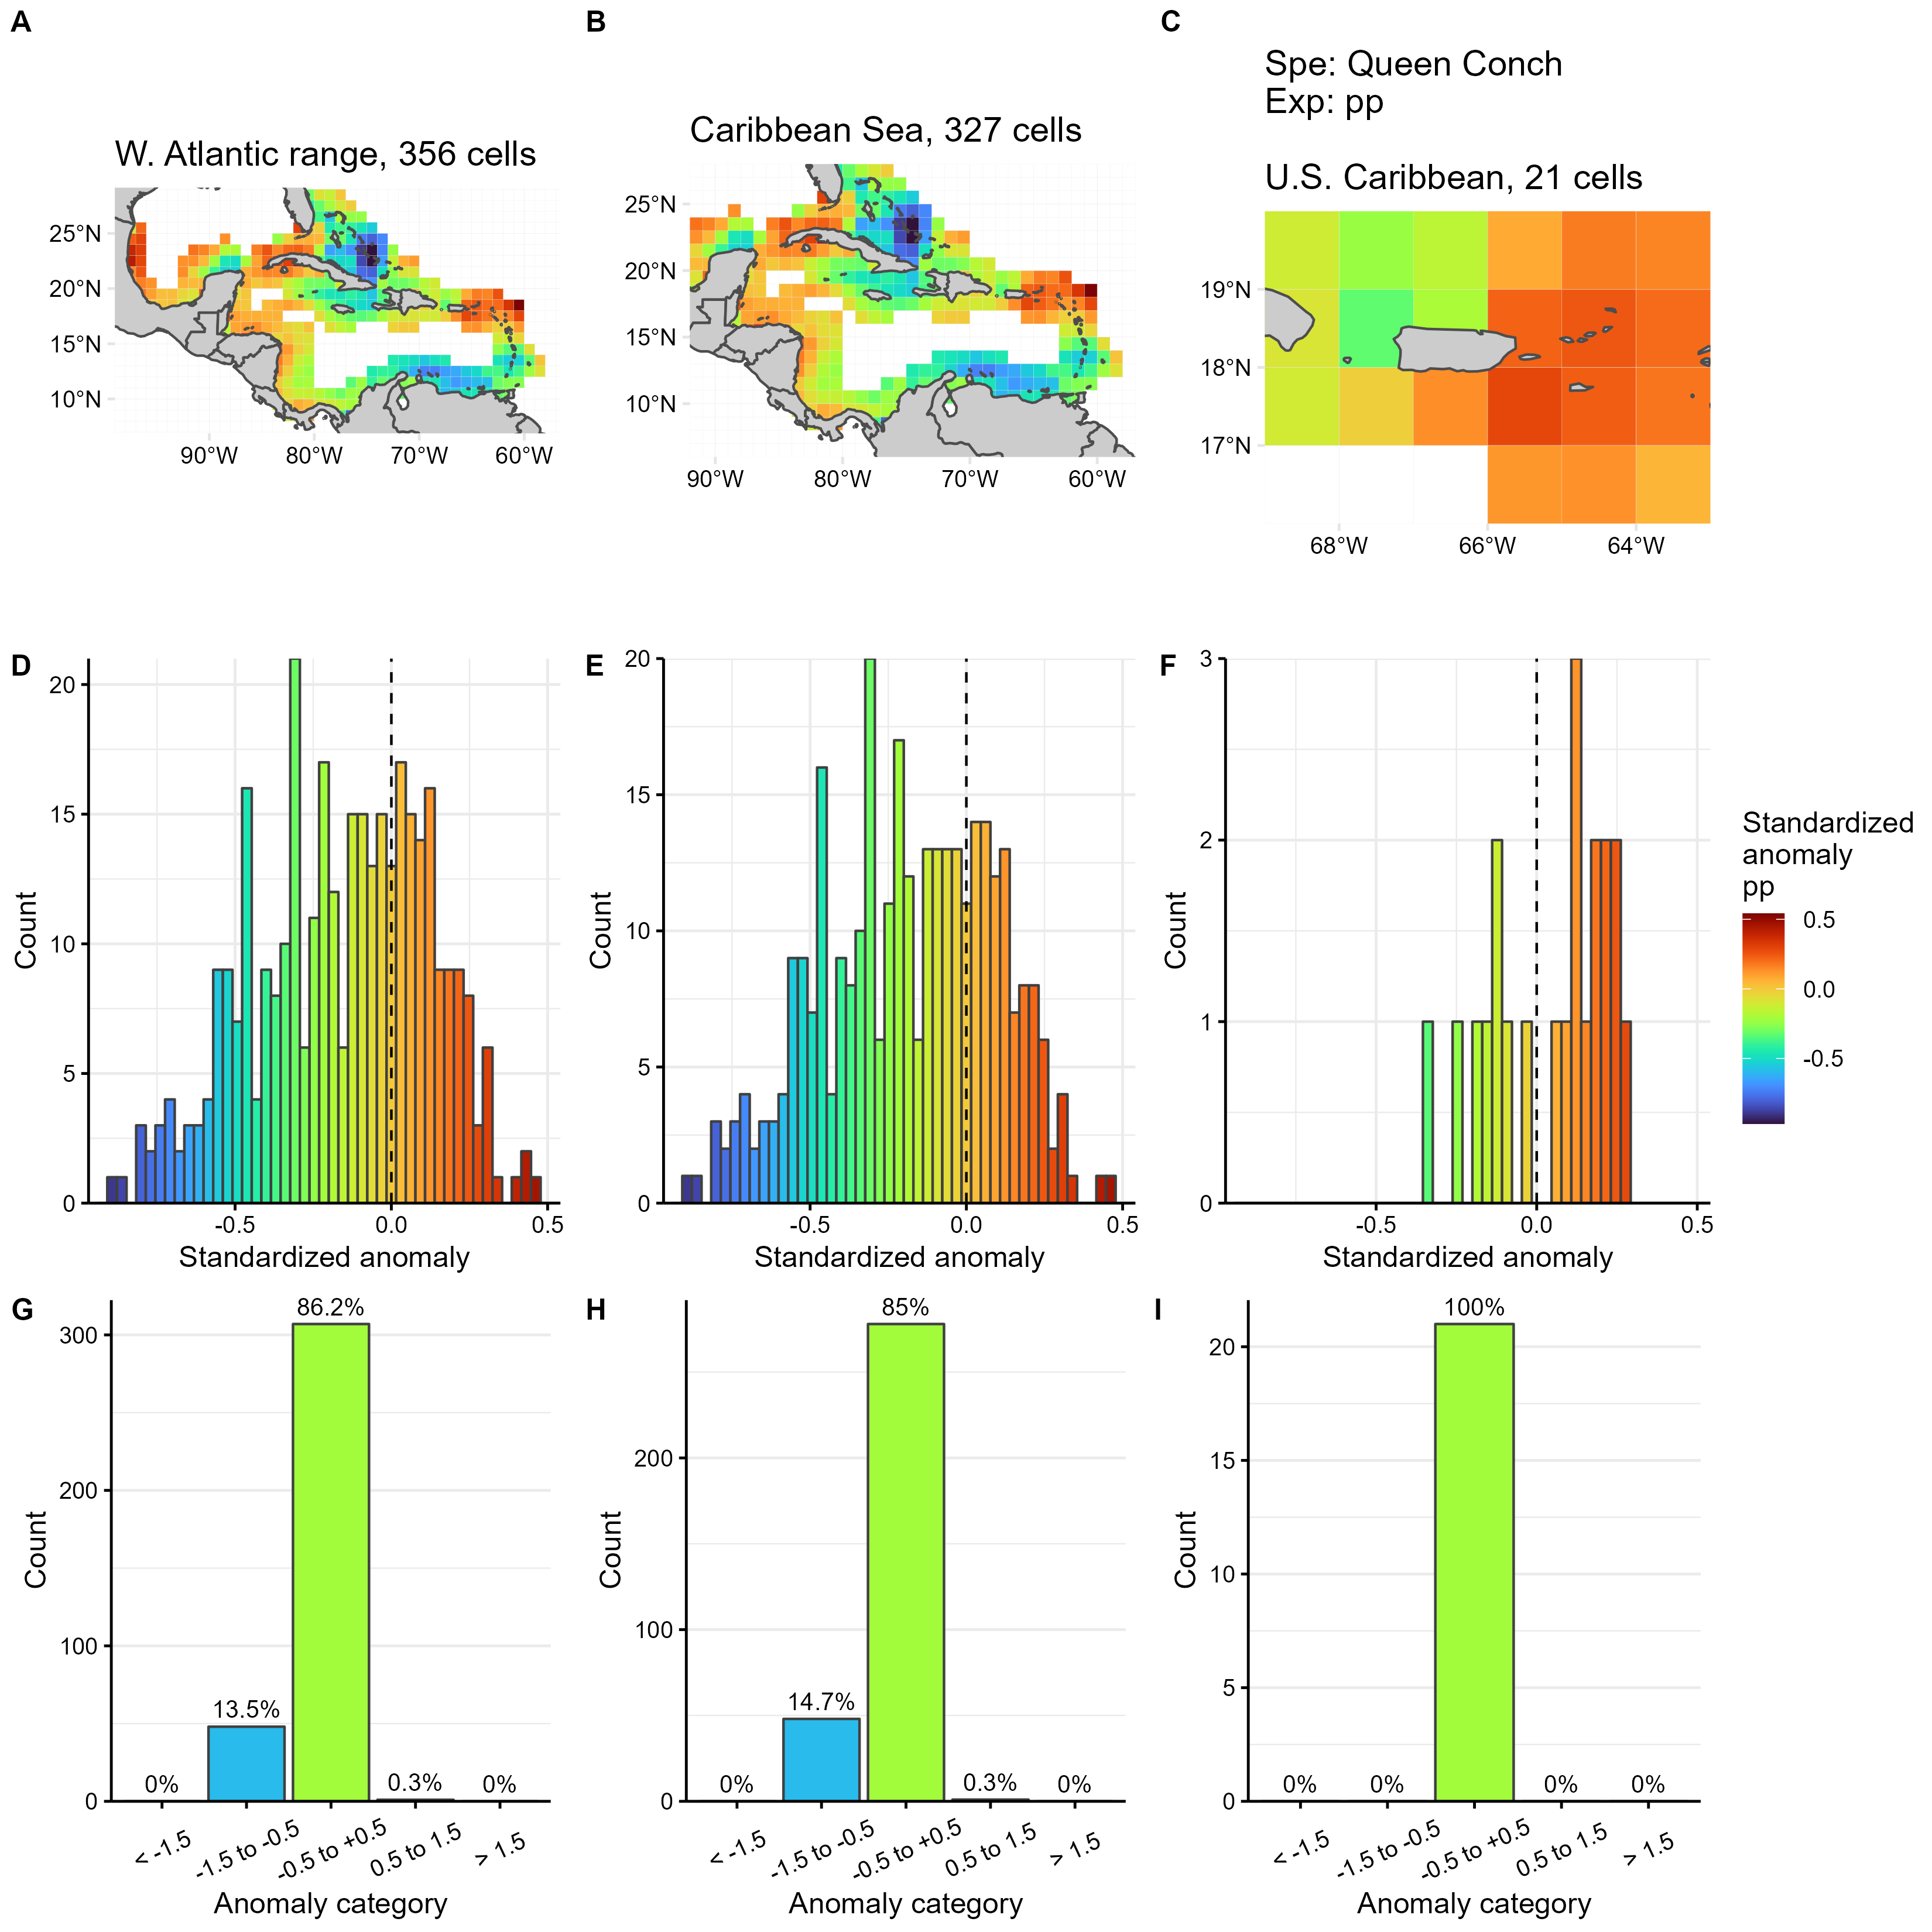 A
B
C
Spe: Queen Conch
Exp: pp
W. Atlantic range, 356 cells
Caribbean Sea, 327 cells
U.S. Caribbean, 21 cells
25°N
20°N
15°N
10°N
90°W
80°W
70°W
60°W
25°N
20°N
15°N
10°N
90°W
80°W
70°W
60°W
19°N
18°N
17°N
68°W
66°W
64°W
D
20
15
10
5
0
Count
-0.5
0.0
0.5
Standardized anomaly
E
20
15
10
5
0
Count
-0.5
0.0
0.5
Standardized anomaly
F
3
2
1
0
Count
-0.5
0.0
0.5
Standardized anomaly
Standardized
anomaly
pp
0.5
0.0
-0.5
G
300
200
100
0
Count
0%
13.5%
86.2%
0.3%
0%
< -1.5
-1.5 to -0.5
-0.5 to +0.5
0.5 to 1.5
> 1.5
Anomaly category
H
200
100
0
Count
0%
14.7%
85%
0.3%
0%
< -1.5
-1.5 to -0.5
-0.5 to +0.5
0.5 to 1.5
> 1.5
Anomaly category
I
20
15
10
5
0
Count
0%
0%
100%
0%
0%
< -1.5
-1.5 to -0.5
-0.5 to +0.5
0.5 to 1.5
> 1.5
Anomaly category